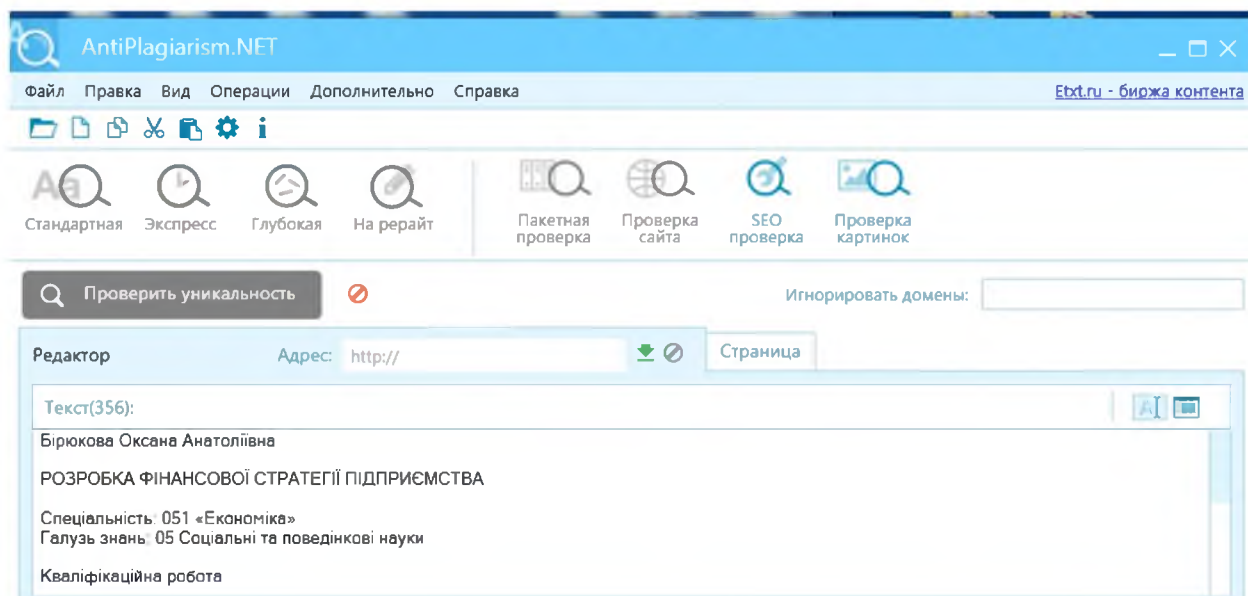 AntiPlagiarism.NET
Файл Правка Вид Операции Дополнительно Справка Etxt.ru - биржа контента
Aa
Стандартная Экспресс Глубокая На рерайт Пакетная проверка Проверка сайта SEO проверка Проверка картинок
Проверить уникальность Игнорировать домены:
Редактор Адрес: http:// Страница
Текст(356):
Бірюкова Оксана Анатоліївна
РОЗРОБКА ФІНАНСОВОЇ СТРАТЕГІЇ ПІДПРИЄМСТВА
Спеціальність: 051 «Економіка»
Галузь знань: 05 Соціальні та поведінкові науки
Кваліфікаційна робота